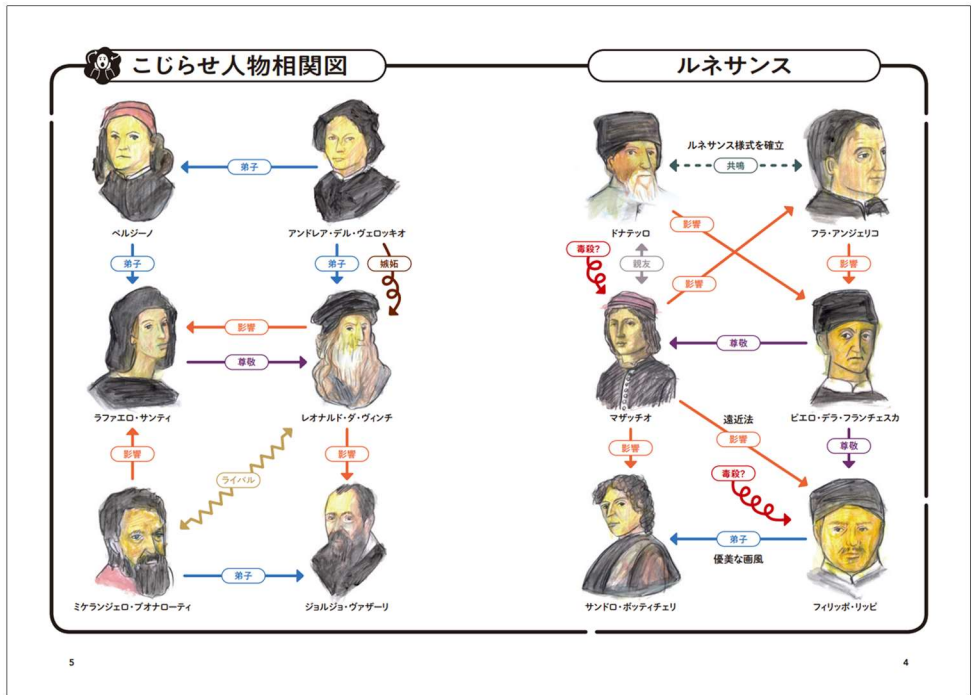 こじらせ人物相関図
ルネサンス
ルネサンス様式を確立
弟子
共鳴
ペルジーノ
アンドレア・デル・ヴェロッキオ
ドナテッロ
フラ・アンジェリコ
影響
毒殺?
弟子
弟子
嫉妬
親友
影響
影響
影響
尊敬
尊敬
ラファエロ・サンティ
レオナルド・ダ・ヴィンチ
マザッチオ
ピエロ・デラ・フランチェスカ
遠近法
影響
影響
影響
影響
尊敬
ライバル
毒殺?
弟子
弟子
優美な画風
ミケランジェロ・ブオナローティ
ジョルジョ・ヴァザーリ
サンドロ・ボッティチェリ
フィリッポ・リッピ
5
4